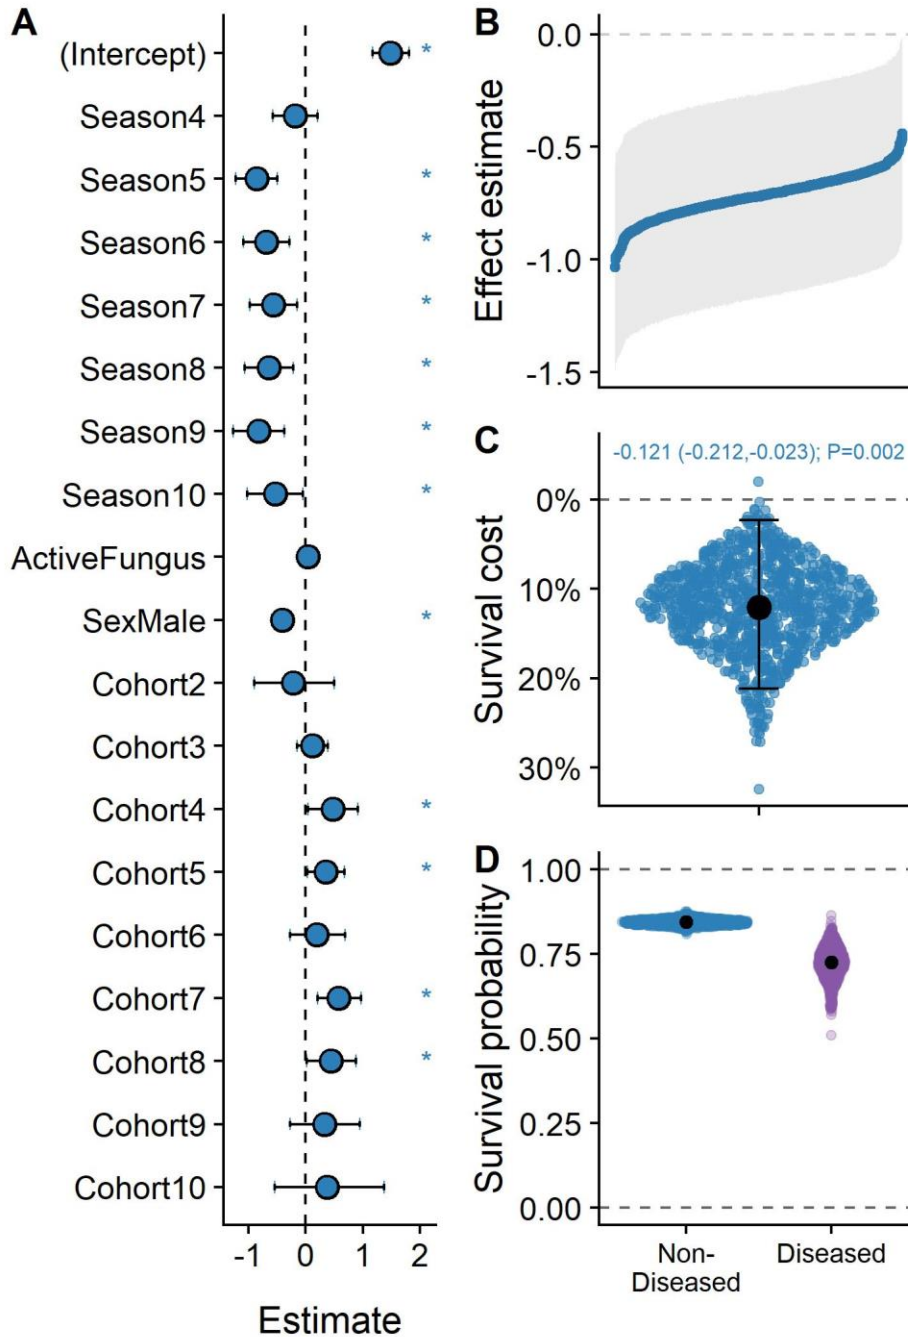 A
(Intercept)
*
Season4
Season5
*
Season6
*
Season7
*
Season8
*
Season9
*
Season10
*
ActiveFungus
SexMale
*
Cohort2
Cohort3
Cohort4
*
Cohort5
*
Cohort6
Cohort7
*
Cohort8
*
Cohort9
Cohort10
-1 0 1 2
Estimate
B
Effect estimate
0.0
-0.5
-1.0
-1.5
C
-0.121 (-0.212,-0.023); P=0.002
Survival cost
0%
10%
20%
30%
D
Survival probability
1.00
0.75
0.50
0.25
0.00
Non-
Diseased
Diseased